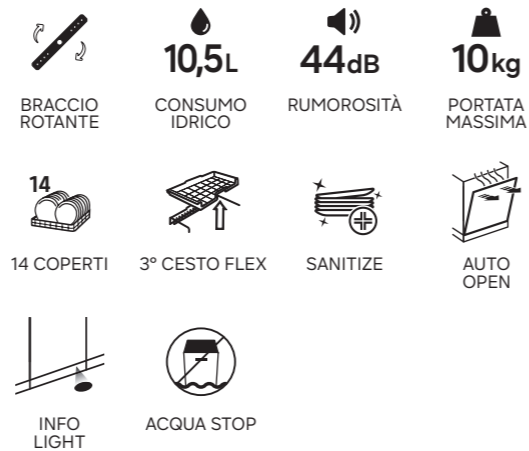 10,5L
44dB
10kg
BRACCIO
ROTANTE
CONSUMO
IDRICO
RUMOROSITÀ
PORTATA
MASSIMA
14
14 COPERTI
3° CESTO FLEX
SANITIZE
AUTO
OPEN
INFO
LIGHT
ACQUA STOP